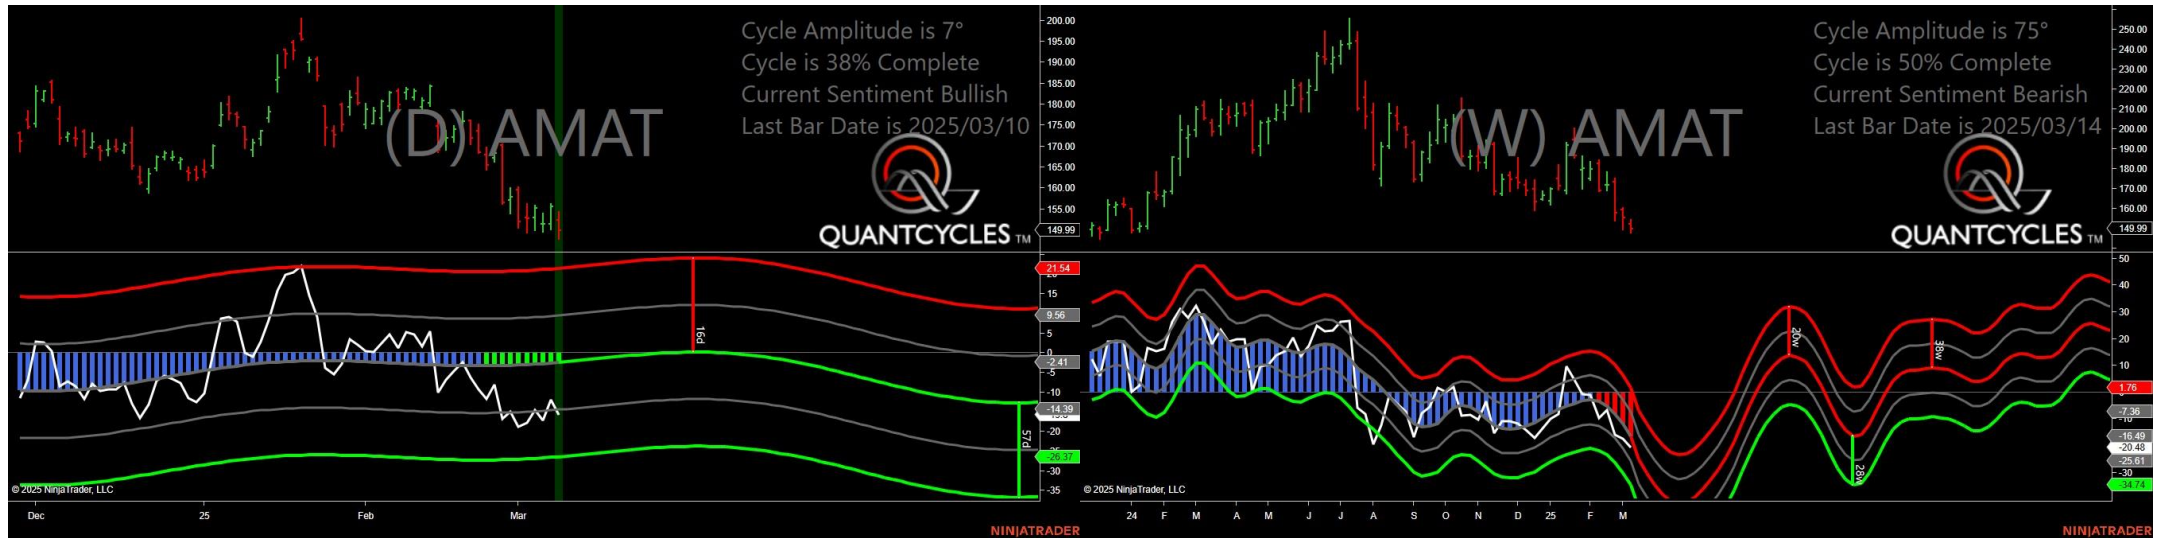 Cycle Amplitude is 7°
Cycle is 38% Complete
Current Sentiment Bullish
Last Bar Date is 2025/03/10
(D) AMAT
QUANTCYCLES TM
200.00
195.00
190.00
185.00
180.00
175.00
170.00
165.00
160.00
155.00
149.99
21.54
15
9.56
5
0
-2.41
-5
-10
-14.39
-20
-26.37
-30
-35
16d
57d
© 2025 NinjaTrader, LLC
Dec 25 Feb Mar
NINJATRADER
Cycle Amplitude is 75°
Cycle is 50% Complete
Current Sentiment Bearish
Last Bar Date is 2025/03/14
(W) AMAT
QUANTCYCLES TM
250.00
240.00
230.00
220.00
210.00
200.00
190.00
180.00
170.00
160.00
149.99
50
40
30
20
10
1.76
-7.36
-16.49
-20.48
-25.61
-30
-34.74
20w
28w
38w
© 2025 NinjaTrader, LLC
24 F M A M J J A S O N D 25 F M
NINJATRADER